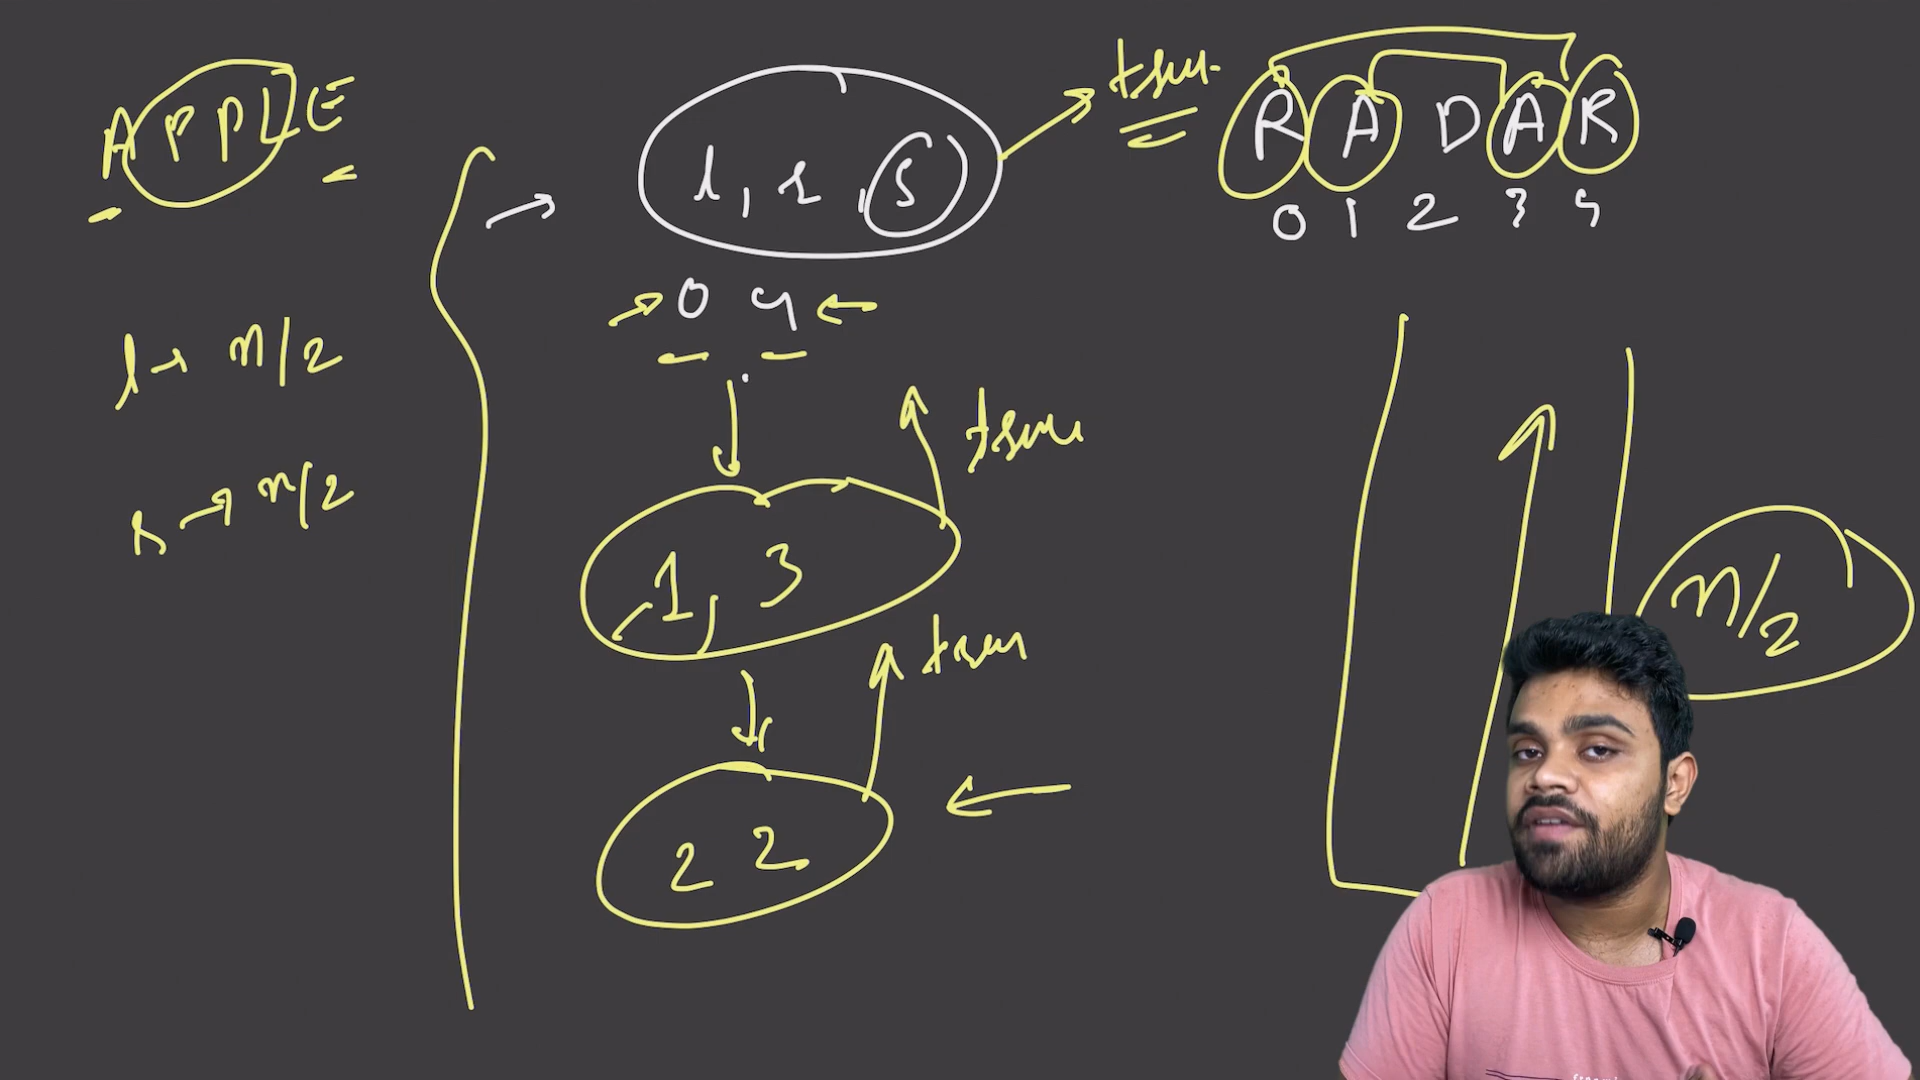 APPLE
l → n/2
r → n/2
l, r, s
0 4
1, 3
2 2
true
true
true
RADAR
0 1 2 3 4
n/2